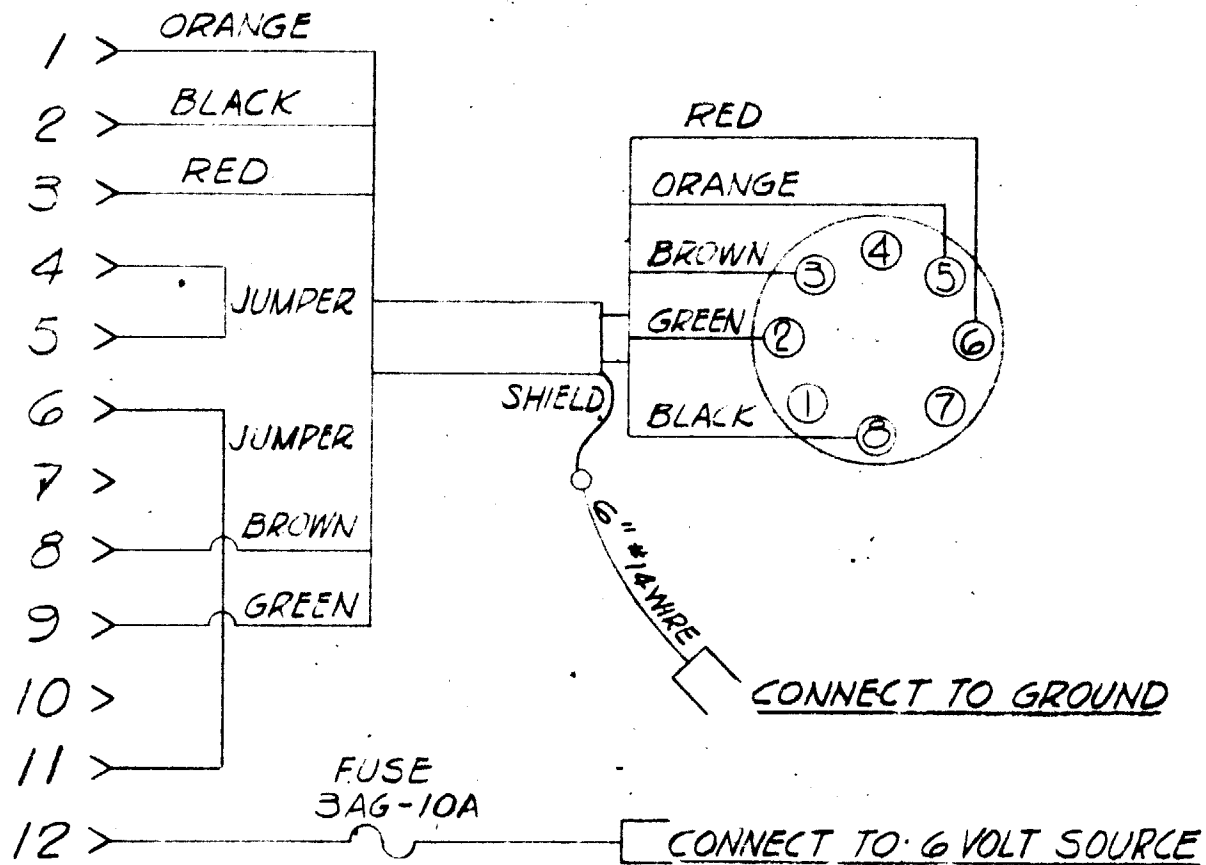 1 ORANGE
2 BLACK
3 RED
4
JUMPER
5
6
JUMPER
7
8 BROWN
9 GREEN
10
11
12
FUSE
3AG-10A
CONNECT TO 6 VOLT SOURCE
SHIELD
6" #14 WIRE
CONNECT TO GROUND
RED
ORANGE
BROWN
GREEN
BLACK
4
3
5
2
6
1
7
8